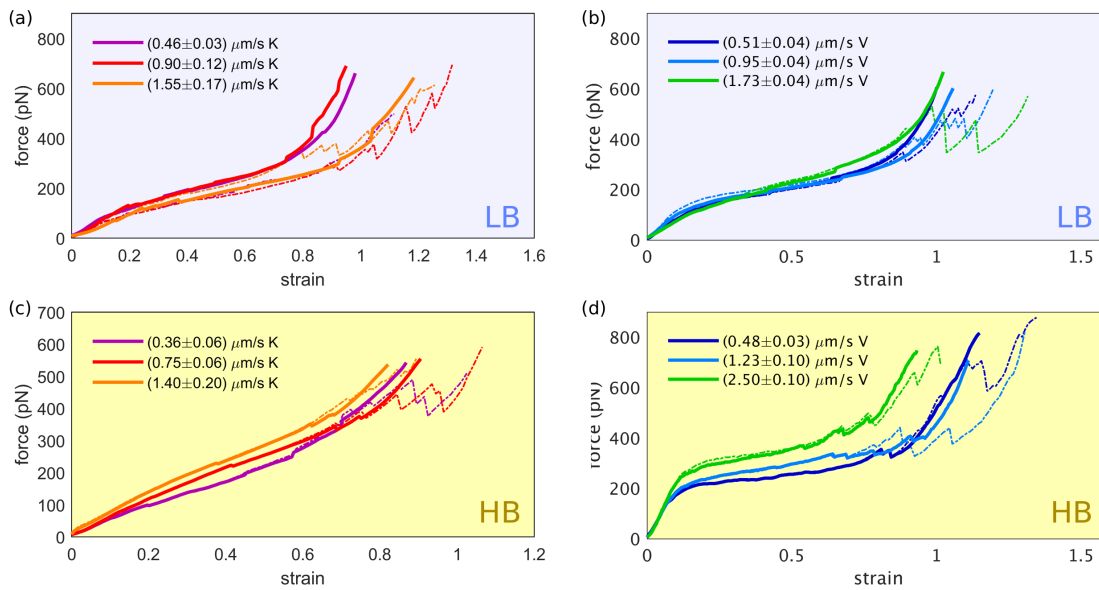 (a)
800
600
400
200
0
force (pN)
(0.46±0.03) μm/s K
(0.90±0.12) μm/s K
(1.55±0.17) μm/s K
LB
0 0.2 0.4 0.6 0.8 1 1.2 1.4 1.6
strain
(b)
800
600
400
200
0
force (pN)
(0.51±0.04) μm/s V
(0.95±0.04) μm/s V
(1.73±0.04) μm/s V
LB
0 0.5 1 1.5
strain
(c)
700
600
500
400
300
200
100
0
force (pN)
(0.36±0.06) μm/s K
(0.75±0.06) μm/s K
(1.40±0.20) μm/s K
HB
0 0.2 0.4 0.6 0.8 1 1.2
strain
(d)
800
600
400
200
0
force (pN)
(0.48±0.03) μm/s V
(1.23±0.10) μm/s V
(2.50±0.10) μm/s V
HB
0 0.5 1 1.5
strain